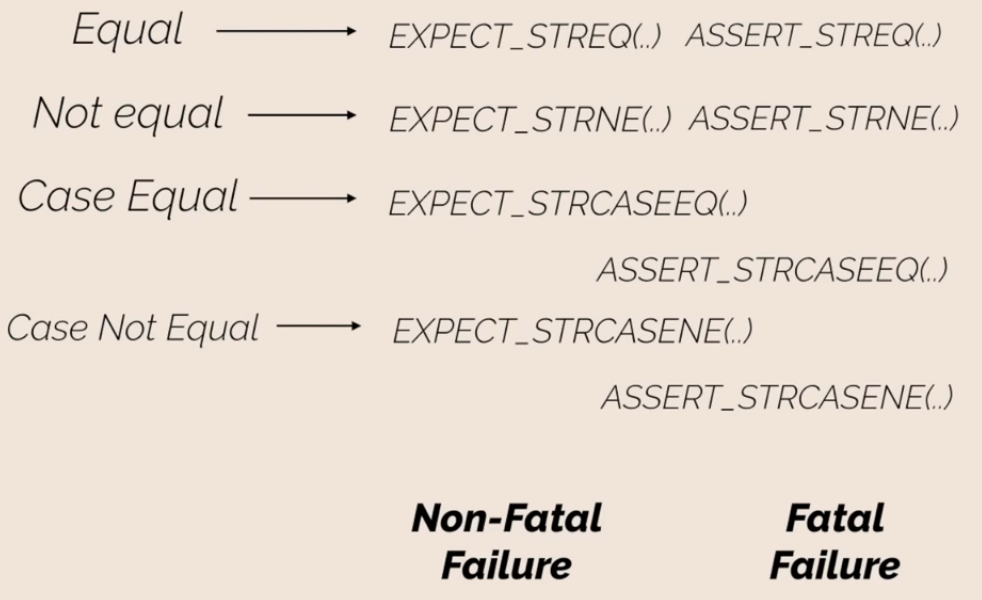 Equal EXPECT_STREQ(..) ASSERT_STREQ(..)
Not equal EXPECT_STRNE(..) ASSERT_STRNE(..)
Case Equal EXPECT_STRCASEEQ(..)
ASSERT_STRCASEEQ(..)
Case Not Equal EXPECT_STRCASENE(..)
ASSERT_STRCASENE(..)
Non-Fatal Fatal
Failure Failure